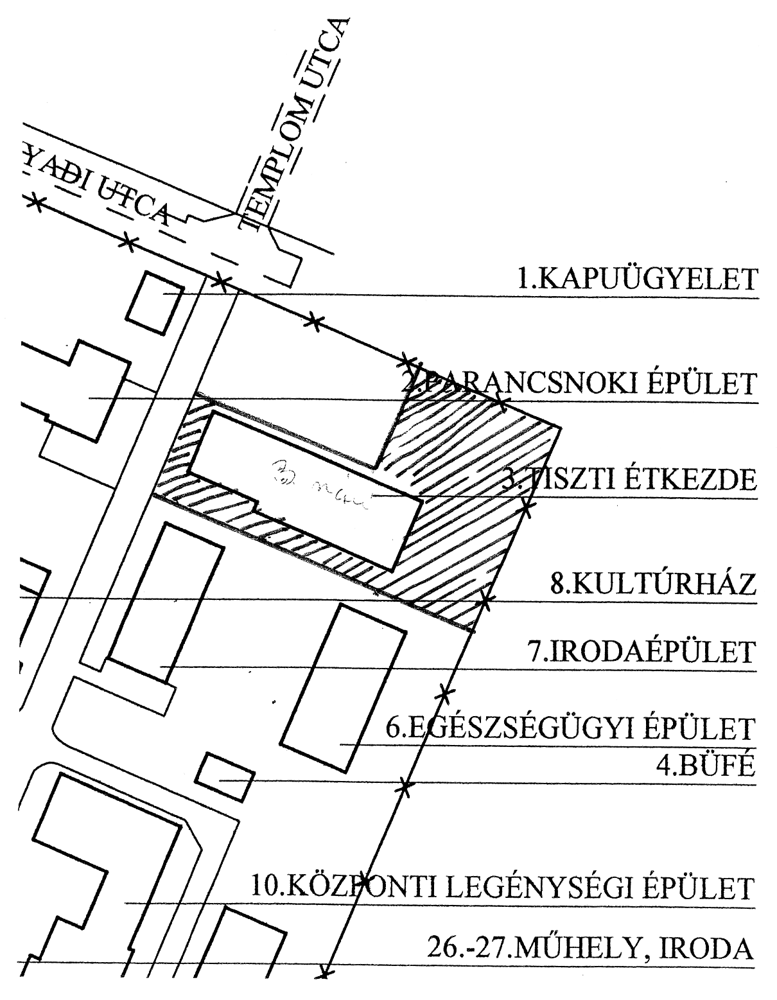 TEMPLOM UTCA
YADI UTCA
1.KAPUÜGYELET
2.PARANCSNOKI ÉPÜLET
3.TISZTI ÉTKEZDE
8.KULTÚRHÁZ
7.IRODAÉPÜLET
6.EGÉSZSÉGÜGYI ÉPÜLET
4.BÜFÉ
10.KÖZPONTI LEGÉNYSÉGI ÉPÜLET
26.-27.MŰHELY, IRODA